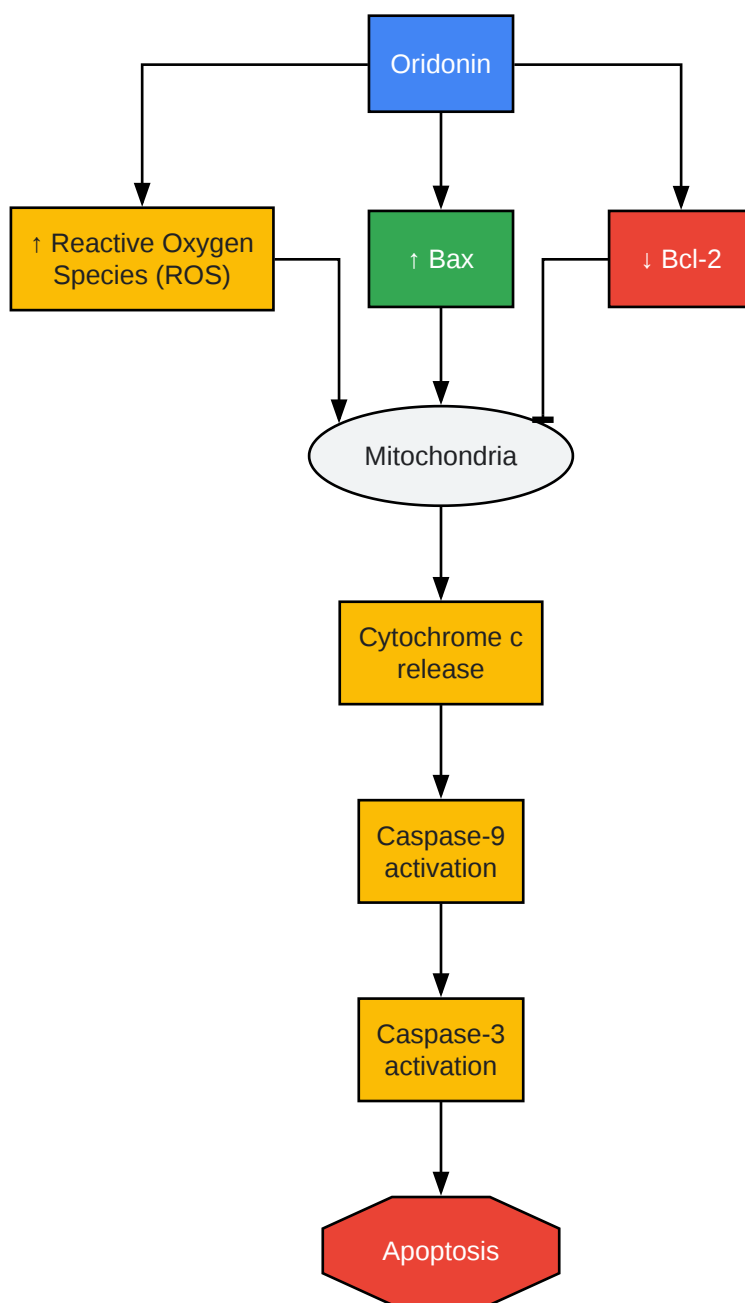 Oridonin
↑ Reactive Oxygen
Species (ROS)
↑ Bax
↓ Bcl-2
Mitochondria
Cytochrome c
release
Caspase-9
activation
Caspase-3
activation
Apoptosis